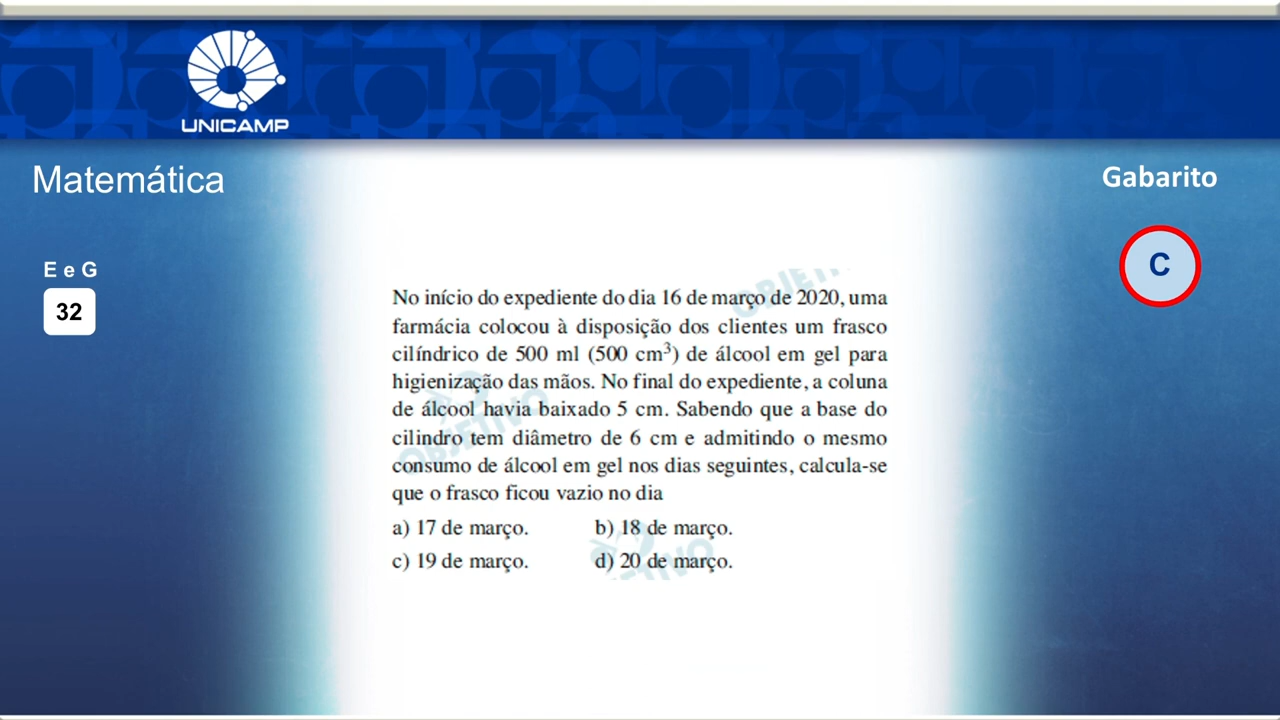 UNICAMP
Matemática
Gabarito
E e G
32
C
No início do expediente do dia 16 de março de 2020, uma
farmácia colocou à disposição dos clientes um frasco
cilíndrico de 500 ml (500 cm³) de álcool em gel para
higienização das mãos. No final do expediente, a coluna
de álcool havia baixado 5 cm. Sabendo que a base do
cilindro tem diâmetro de 6 cm e admitindo o mesmo
consumo de álcool em gel nos dias seguintes, calcula-se
que o frasco ficou vazio no dia
a) 17 de março. b) 18 de março.
c) 19 de março. d) 20 de março.
OBJETIVO